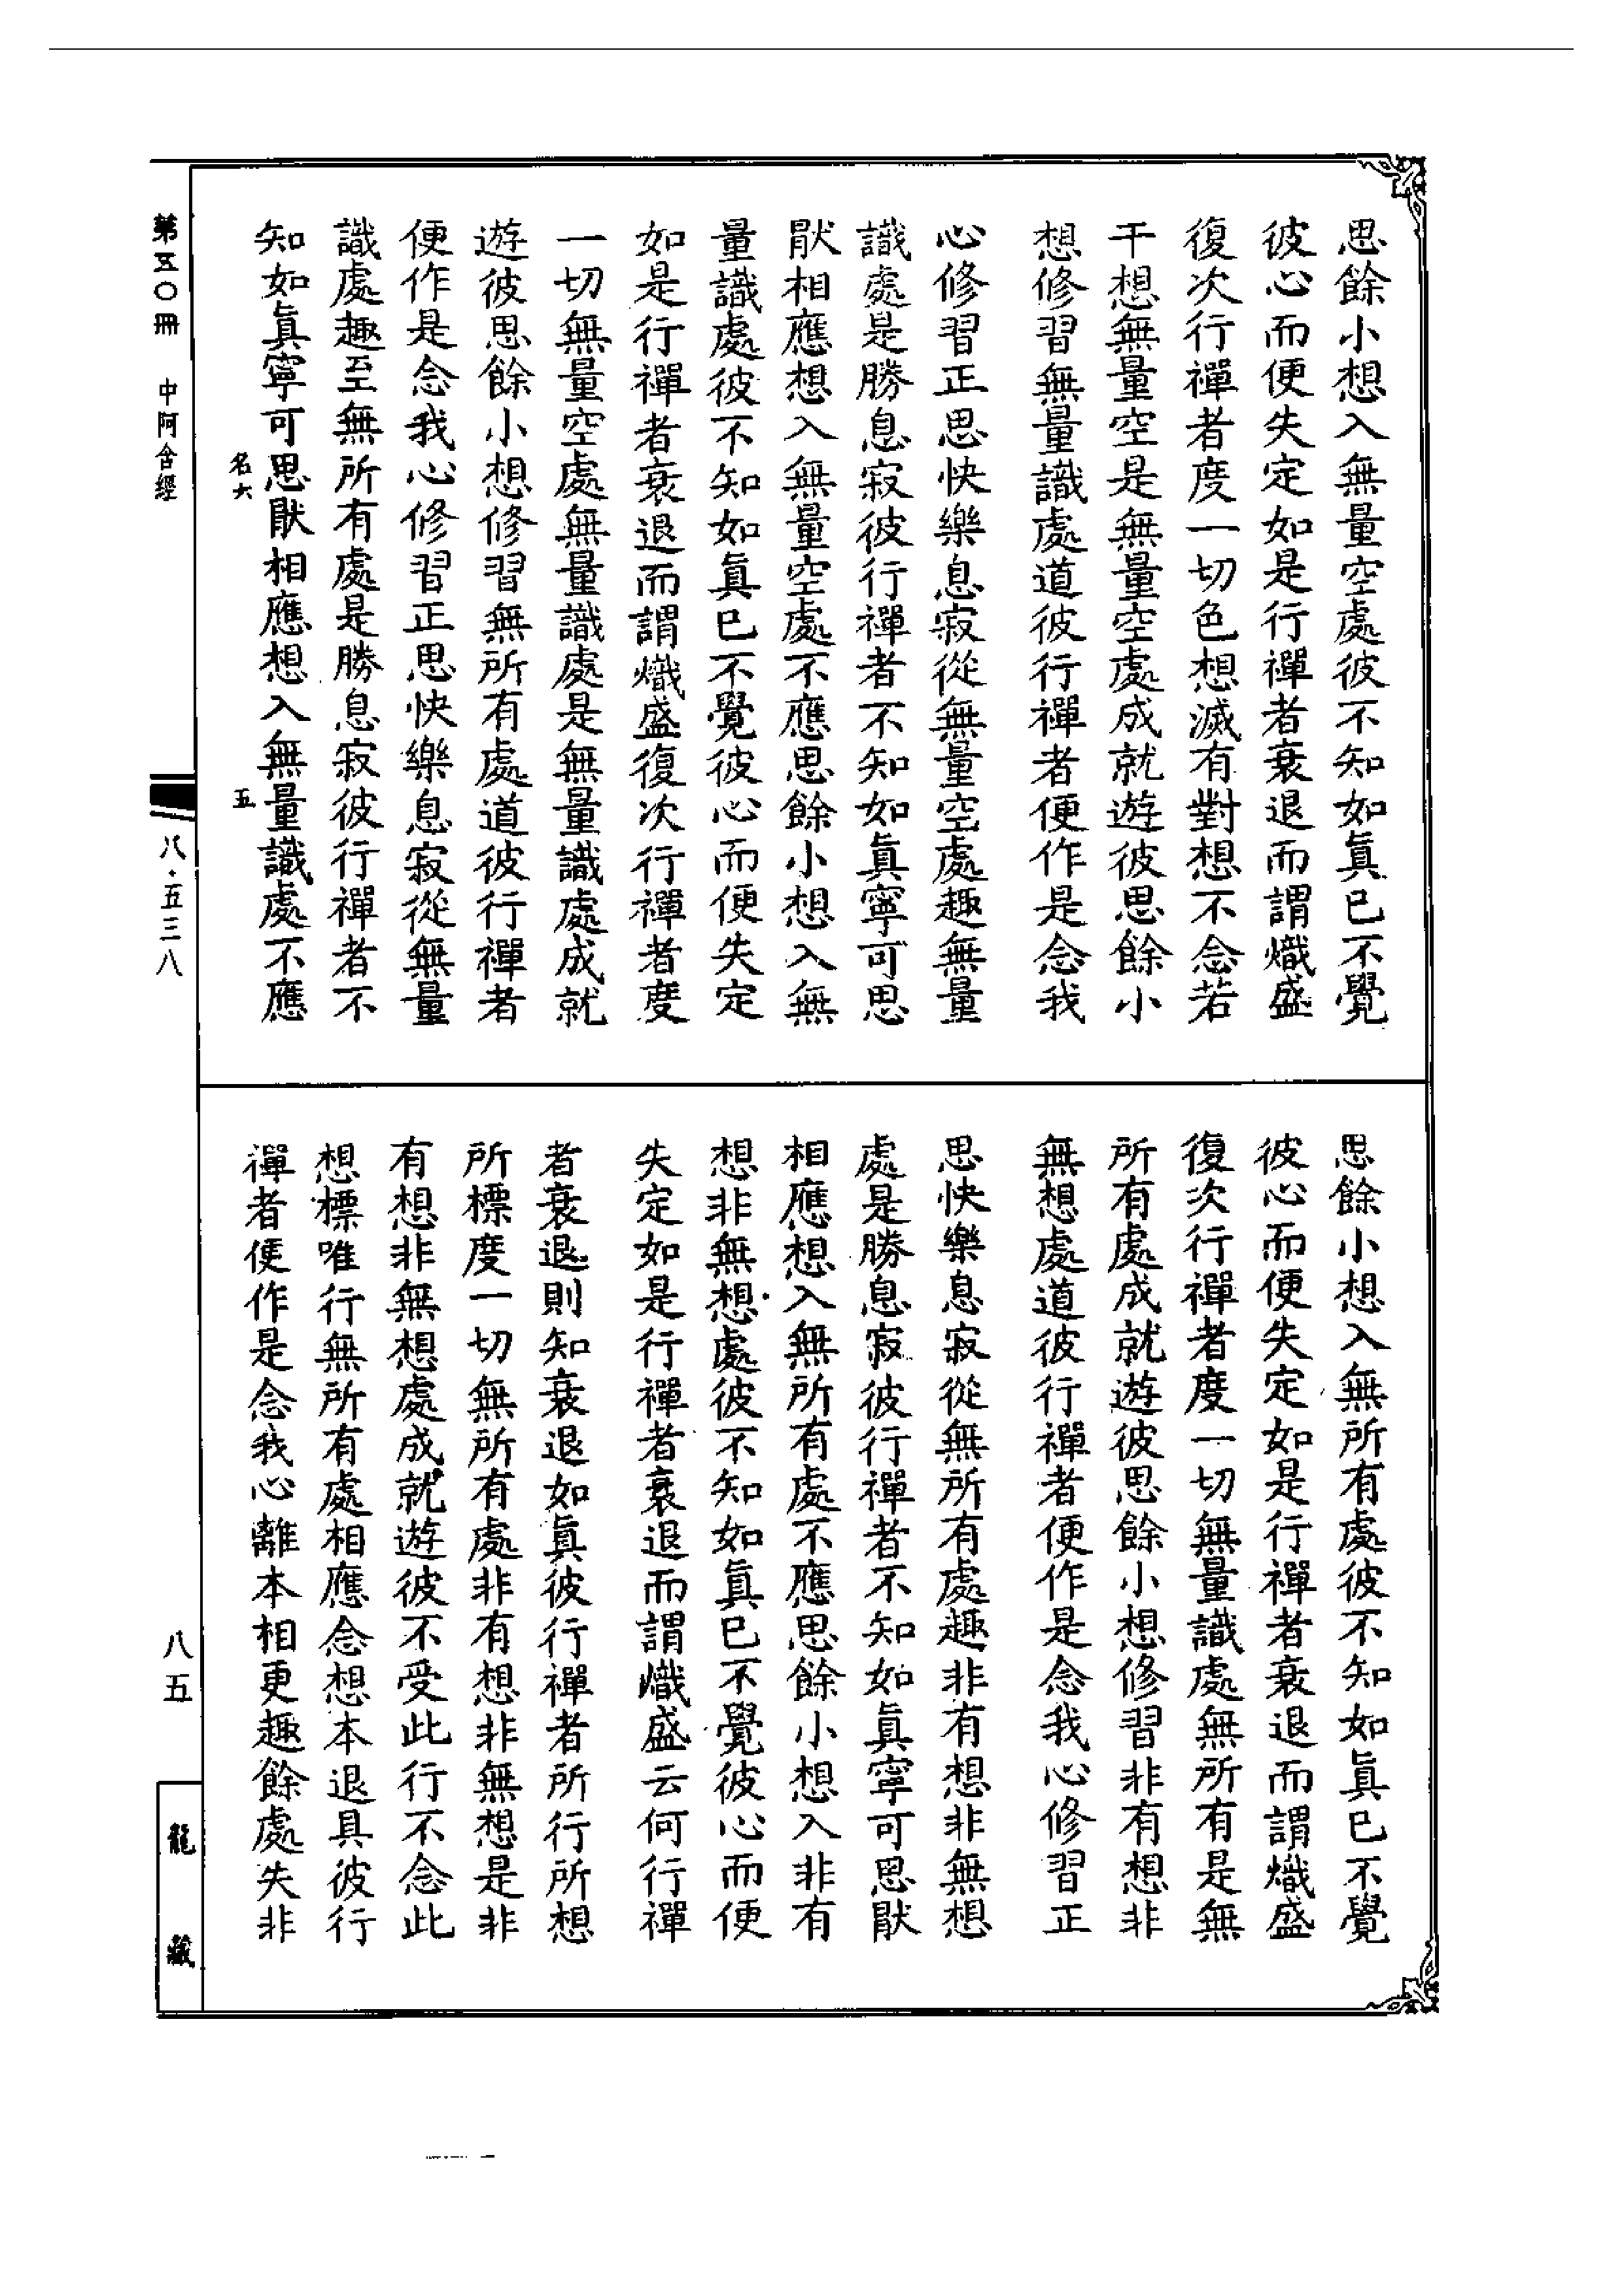 思餘小想入無量空處彼不知如眞已不覺
彼心而便失定如是行禪者衰退而謂熾盛
復次行禪者度一切色想滅有對想不念若
干想無量空是無量空處成就遊彼思餘小
想修習無量識處道彼行禪者便作是念我
心修習正思快樂息寂從無量空處趣無量
識處是勝息寂彼行禪者不知如眞寧可思
猒相應想入無量空處不應思餘小想入無
量識處彼不知如眞已不覺彼心而便失定
如是行禪者衰退而謂熾盛復次行禪者度
一切無量空處無量識處是無量識處成就
遊彼思餘小想修習無所有處道彼行禪者
便作是念我心修習正思快樂息寂從無量
識處趣至無所有處是勝息寂彼行禪者不
知如眞寧可思猒相應想入無量識處不應
名六
五
思餘小想入無所有處彼不知如眞已不覺
彼心而便失定如是行禪者衰退而謂熾盛
復次行禪者度一切無量識處無所有是無
所有處成就遊彼思餘小想修習非有想非
無想處道彼行禪者便作是念我心修習正
思快樂息寂從無所有處趣非有想非無想
處是勝息寂彼行禪者不知如眞寧可思猒
相應想入無所有處不應思餘小想入非有
想非無想處彼不知如眞已不覺彼心而便
失定如是行禪者衰退而謂熾盛云何行禪
者衰退則知衰退如眞彼行禪者所行所想
所標度一切無所有處非有想非無想是非
有想非無想處成就遊彼不受此行不念此
想標唯行無所有處相應念想本退具彼行
禪者便作是念我心離本相更趣餘處失非
第五〇冊 中阿含經
八·五三八
八五
龍藏